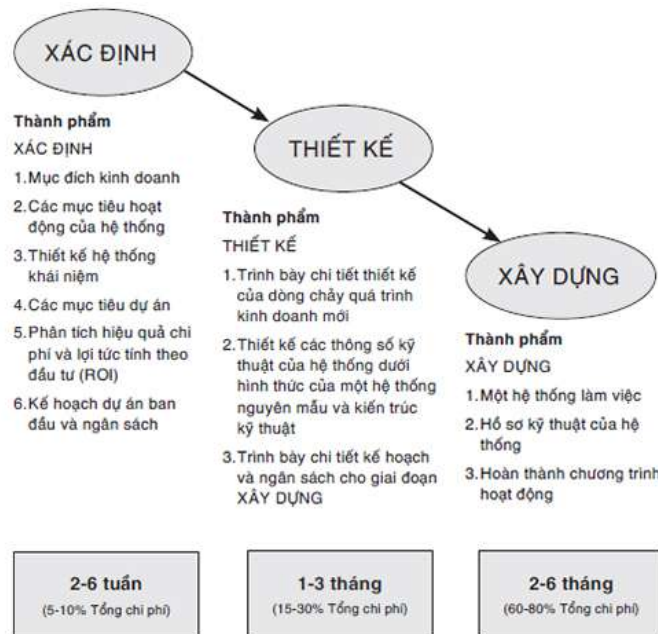 XÁC ĐỊNH
Thành phẩm
XÁC ĐỊNH
1.Mục đích kinh doanh
2.Các mục tiêu hoạt
động của hệ thống
3.Thiết kế hệ thống
khái niệm
4.Các mục tiêu dự án
5.Phân tích hiệu quả chi
phí và lợi tức tính theo
đầu tư (ROI)
6.Kế hoạch dự án ban
đầu và ngân sách
2-6 tuần
(5-10% Tổng chi phí)
THIẾT KẾ
Thành phẩm
THIẾT KẾ
1.Trình bày chi tiết thiết kế
của dòng chảy quá trình
kinh doanh mới
2.Thiết kế các thông số kỹ
thuật của hệ thống dưới
hình thức của một hệ thống
nguyên mẫu và kiến trúc
kỹ thuật
3.Trình bày chi tiết kế hoạch
và ngân sách cho giai đoạn
XÂY DỰNG
1-3 tháng
(15-30% Tổng chi phí)
XÂY DỰNG
Thành phẩm
XÂY DỰNG
1.Một hệ thống làm việc
2.Hồ sơ kỹ thuật của hệ
thống
3.Hoàn thành chương trình
hoạt động
2-6 tháng
(60-80% Tổng chi phí)